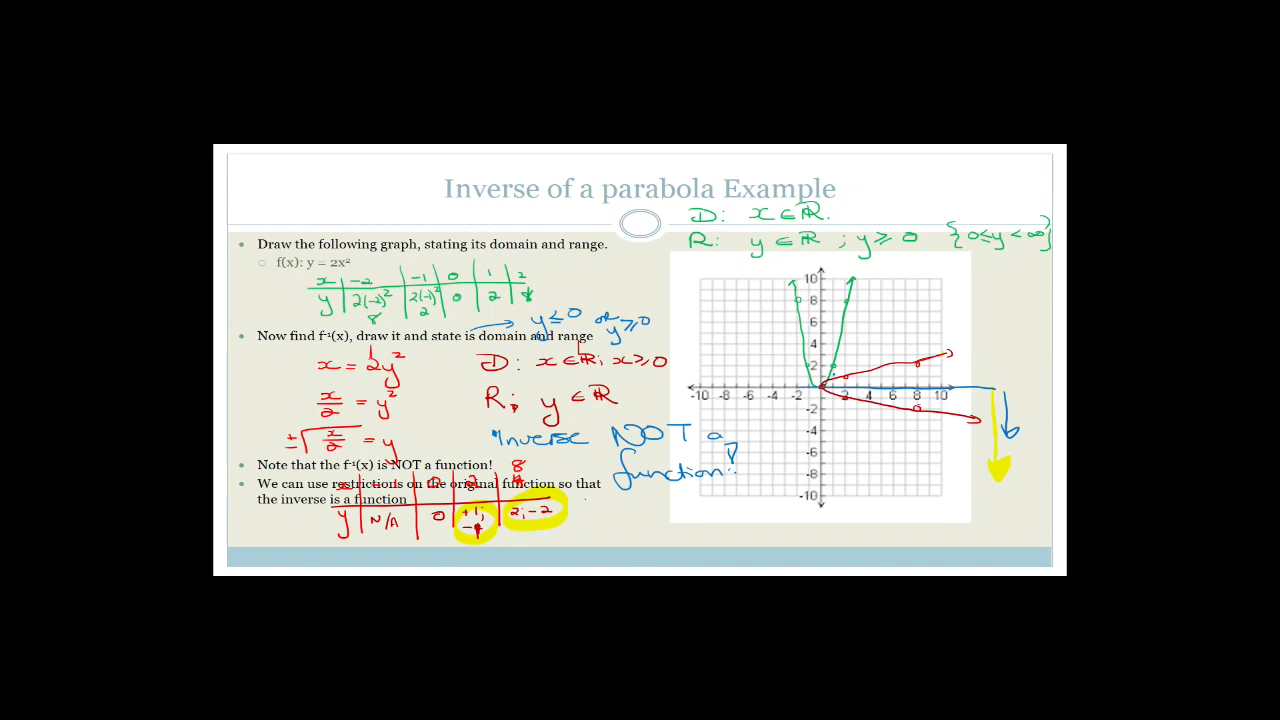 Inverse of a parabola Example
D: x ∈ ℝ.
R: y ∈ ℝ ; y ≥ 0 {0 ≤ y < ∞}
• Draw the following graph, stating its domain and range.
○ f(x): y = 2x²
x | -2 | -1 | 0 | 1 | 2
y | 2(-2)² 8 | 2(-1)² 2 | 0 | 2 | 8
→ y ≤ 0 or y ≥ 0
• Now find f⁻¹(x), draw it and state is domain and range
x = 2y²
D: x ∈ ℝ; x ≥ 0
x/2 = y²
R: y ∈ ℝ
±√x/2 = y
Inverse NOT a
function!
• Note that the f⁻¹(x) is NOT a function!
• We can use restrictions on the original function so that
the inverse is a function
x | -1 | 0 | 2 | 8
y | N/A | 0 | +1; -1 | 2; -2
10
8
6
4
2
-10 -8 -6 -4 -2 2 4 6 8 10
-2
-4
-6
-8
-10